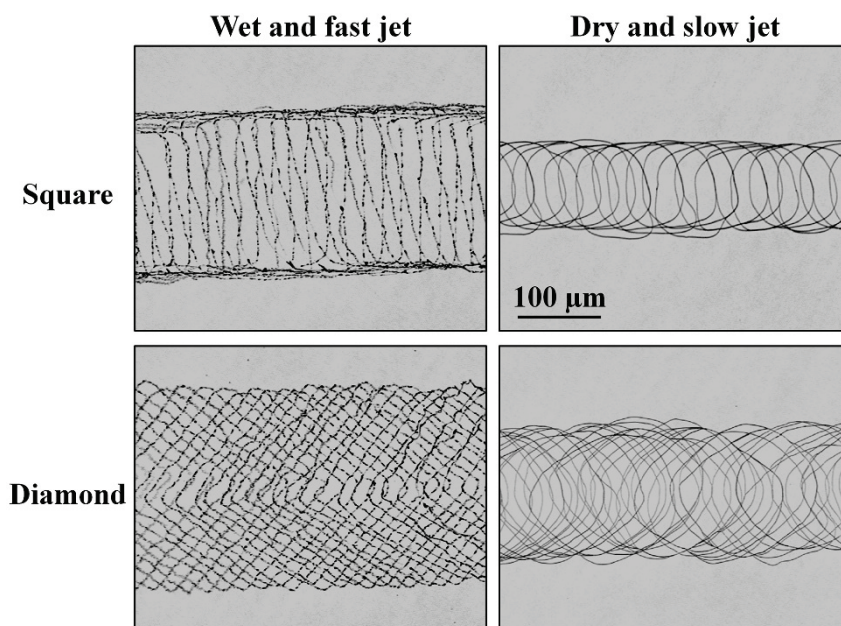 Wet and fast jet
Dry and slow jet
Square
100 μm
Diamond